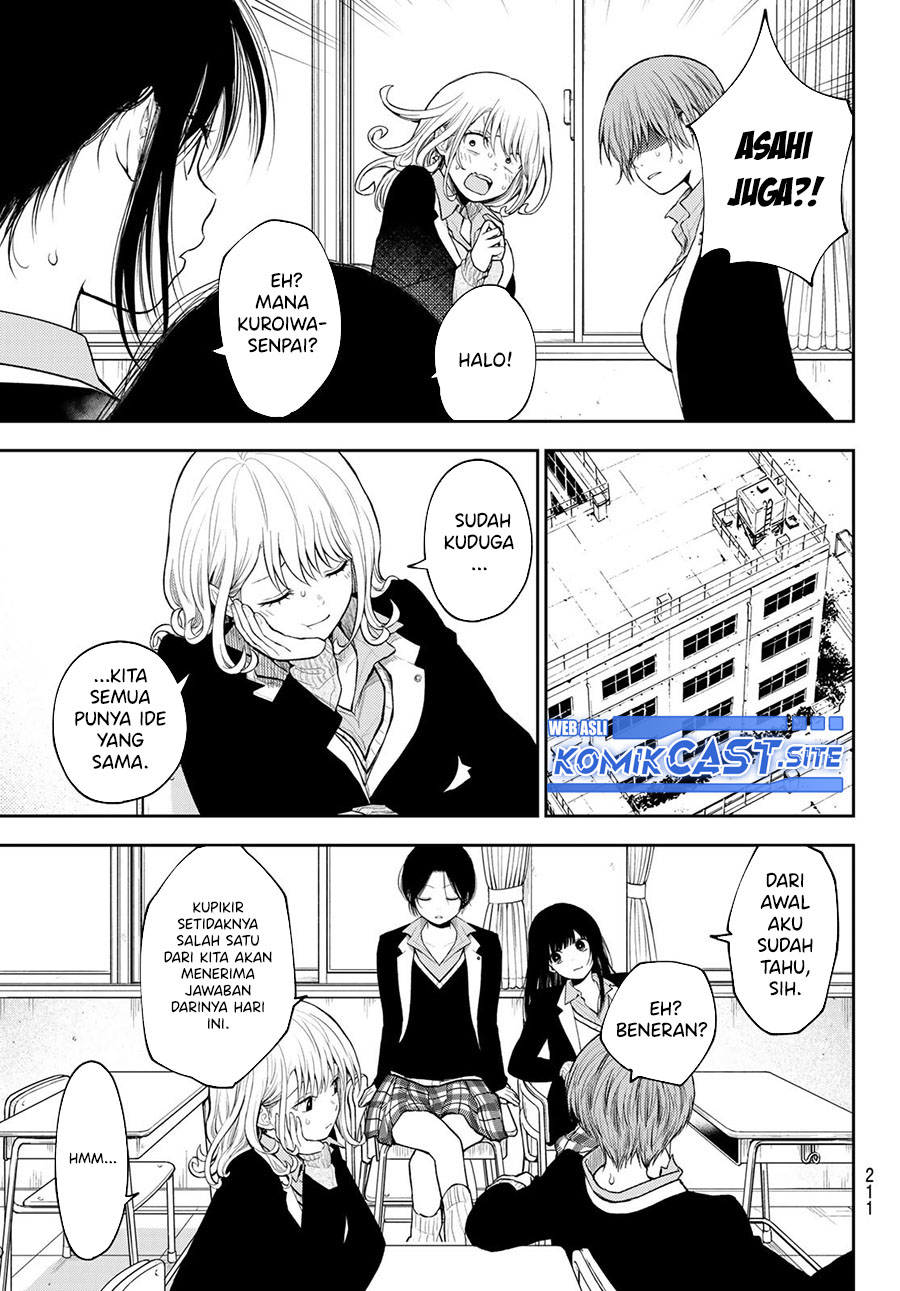 ASAHI
JUGA?!
HALO!
EH?
MANA
KUROIWA-
SENPAI?
WEB ASLI
KOMIKCAST.SITE
SUDAH
KUDUGA
...
...KITA
SEMUA
PUNYA IDE
YANG
SAMA.
DARI
AWAL
AKU
SUDAH
TAHU,
SIH.
EH?
BENERAN?
KUPIKIR
SETIDAKNYA
SALAH SATU
DARI KITA AKAN
MENERIMA
JAWABAN
DARINYA HARI
INI.
HMM...
211